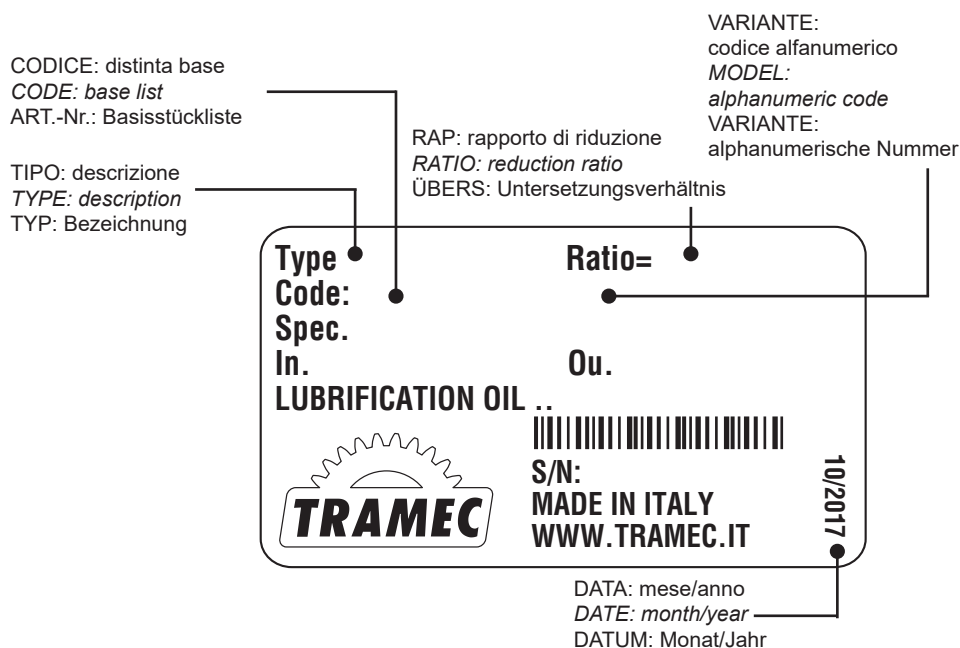 VARIANTE:
codice alfanumerico
MODEL:
alphanumeric code
VARIANTE:
alphanumerische Nummer
CODICE: distinta base
CODE: base list
ART.-Nr.: Basisstückliste
RAP: rapporto di riduzione
RATIO: reduction ratio
ÜBERS: Untersetzungsverhältnis
TIPO: descrizione
TYPE: description
TYP: Bezeichnung
Type Ratio=
Code:
Spec.
In. Ou.
LUBRIFICATION OIL ..
S/N:
MADE IN ITALY
WWW.TRAMEC.IT
TRAMEC
10/2017
DATA: mese/anno
DATE: month/year
DATUM: Monat/Jahr